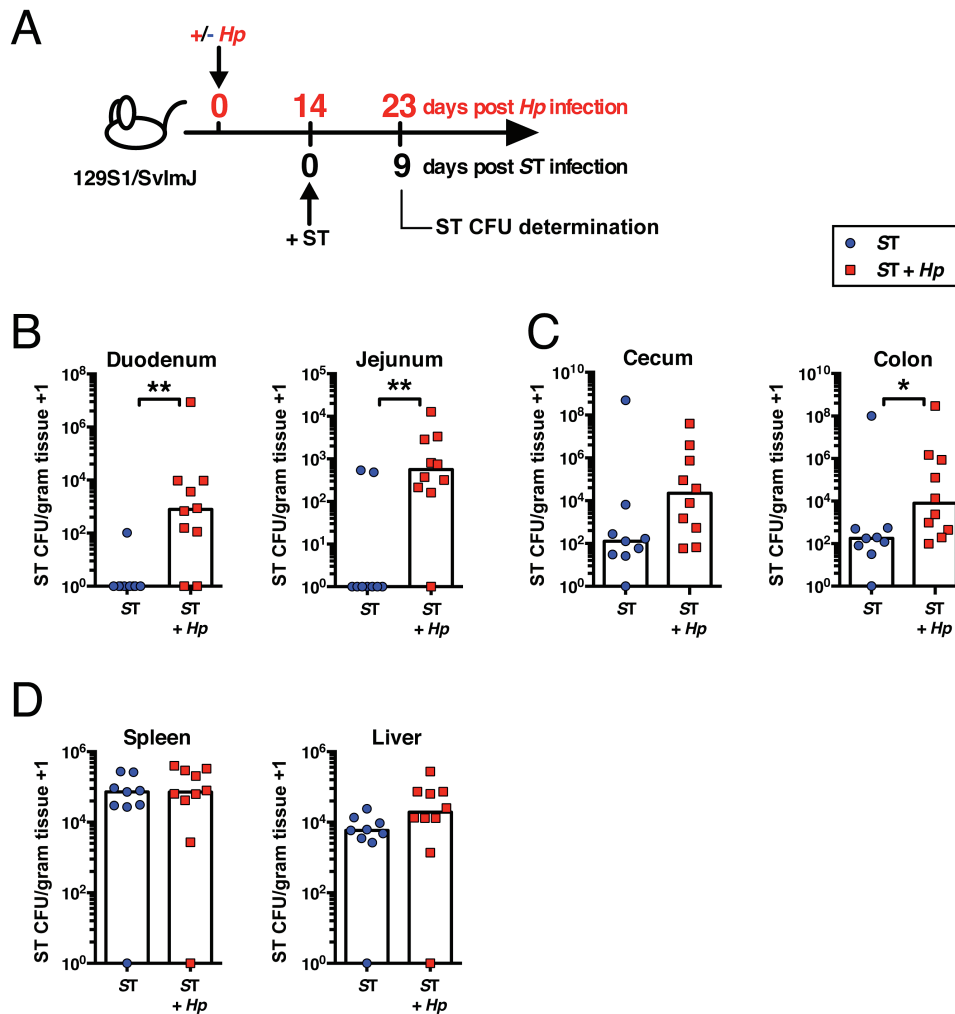 A
+/- Hp
0 14 23 days post Hp infection
0 9 days post ST infection
129S1/SvImJ
+ ST
ST CFU determination
ST
ST + Hp
B
Duodenum
ST CFU/gram tissue +1
10^8
10^6
10^4
10^2
10^0
**
ST
ST
+ Hp
Jejunum
ST CFU/gram tissue +1
10^5
10^4
10^3
10^2
10^1
10^0
**
ST
ST
+ Hp
C
Cecum
ST CFU/gram tissue +1
10^10
10^8
10^6
10^4
10^2
10^0
ST
ST
+ Hp
Colon
ST CFU/gram tissue +1
10^10
10^8
10^6
10^4
10^2
10^0
*
ST
ST
+ Hp
D
Spleen
ST CFU/gram tissue +1
10^6
10^4
10^2
10^0
ST
ST
+ Hp
Liver
ST CFU/gram tissue +1
10^6
10^4
10^2
10^0
ST
ST
+ Hp